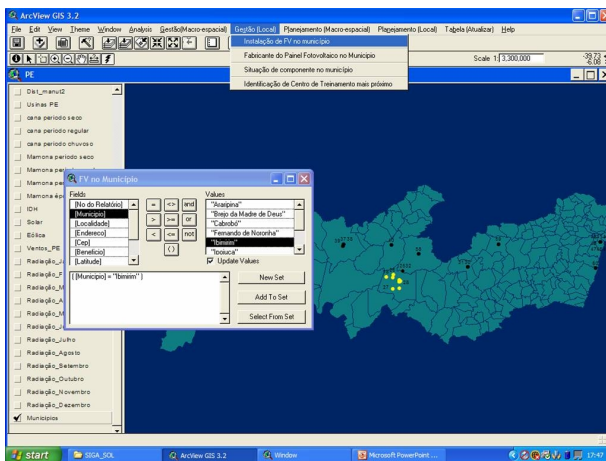 ArcView GIS 3.2
File Edit View Theme Window Analysis Gestão(Macro-espacial) Gestão (Local) Planejamento (Macro-espacial) Planejamento (Local) Tabela (Atualizar) Help
Instalação de FV no município
Fabricante do Painel Fotovoltaico no Município
Situação de componente no município
Identificação de Centro de Treinamento mais próximo
Scale 1: 3,300,000
-39.73
-6.08
PE
Dist_manut2
Usinas PE
cana periodo seco
cana periodo regular
cana periodo chuvoso
Mamona periodo seco
IDH
Solar
Eólica
Ventos_PE
Radiação_Julho
Radiação_Agosto
Radiação_Setembro
Radiação_Outubro
Radiação_Novembro
Radiação_Dezembro
Municípios
FV no Município
Fields
Values
[No do Relatório]
[Municipio]
[Localidade]
[Endereco]
[Cep]
[Beneficio]
[Latitude]
= <> and
> >= or
< <= not
( )
"Araripina"
"Brejo da Madre de Deus"
"Cabrobó"
"Fernando de Noronha"
"Ibimirim"
"Ipojuca"
Update Values
( [Municipio] = "Ibimirim" )
New Set
Add To Set
Select From Set
start
SIGA_SOL
ArcView GIS 3.2
Window
Microsoft PowerPoint ...
17:47